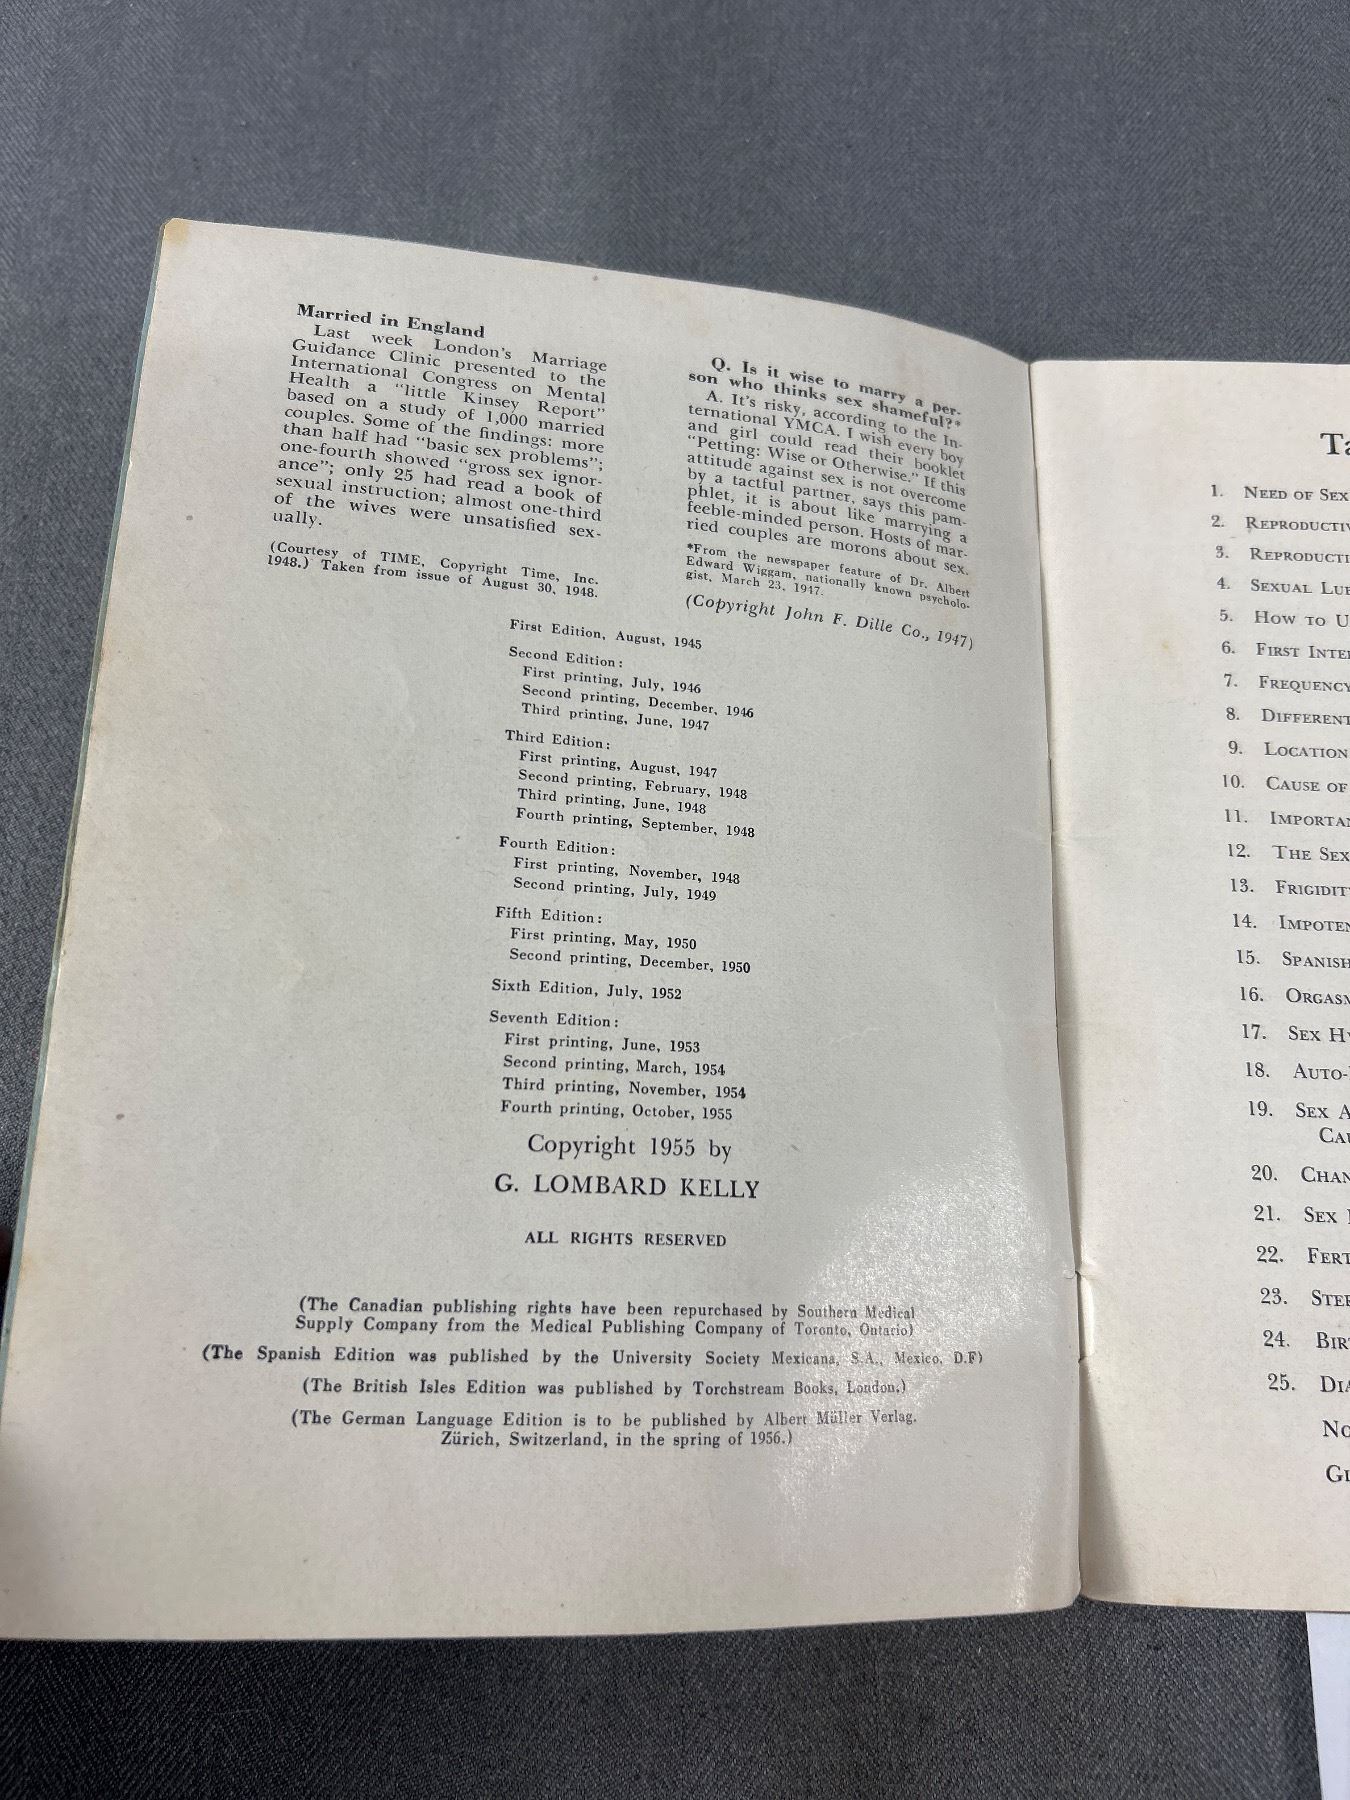 Married in England
Last week London's Marriage
Guidance Clinic presented to the
International Congress on Mental
Health a "little Kinsey Report"
based on a study of 1,000 married
couples. Some of the findings: more
than half had "basic sex problems";
one-fourth showed "gross sex ignor-
ance"; only 25 had read a book of
sexual instruction; almost one-third
of the wives were unsatisfied sex-
ually.
(Courtesy of TIME, Copyright Time, Inc.
1948.) Taken from issue of August 30, 1948.
Q. Is it wise to marry a per-
son who thinks sex shameful?*
A. It's risky, according to the In-
ternational YMCA. I wish every boy
and girl could read their booklet
"Petting: Wise or Otherwise." If this
attitude against sex is not overcome
by a tactful partner, says this pam-
phlet, it is about like marrying a
feeble-minded person. Hosts of mar-
ried couples are morons about sex.
*From the newspaper feature of Dr. Albert
Edward Wiggam, nationally known psycholo-
gist, March 23, 1947.
(Copyright John F. Dille Co., 1947)
First Edition, August, 1945
Second Edition:
First printing, July, 1946
Second printing, December, 1946
Third printing, June, 1947
Third Edition:
First printing, August, 1947
Second printing, February, 1948
Third printing, June, 1948
Fourth printing, September, 1948
Fourth Edition:
First printing, November, 1948
Second printing, July, 1949
Fifth Edition:
First printing, May, 1950
Second printing, December, 1950
Sixth Edition, July, 1952
Seventh Edition:
First printing, June, 1953
Second printing, March, 1954
Third printing, November, 1954
Fourth printing, October, 1955
Copyright 1955 by
G. LOMBARD KELLY
ALL RIGHTS RESERVED
(The Canadian publishing rights have been repurchased by Southern Medical
Supply Company from the Medical Publishing Company of Toronto, Ontario)
(The Spanish Edition was published by the University Society Mexicana, S.A., Mexico, D.F)
(The British Isles Edition was published by Torchstream Books, London.)
(The German Language Edition is to be published by Albert Müller Verlag.
Zürich, Switzerland, in the spring of 1956.)
Ta
1. NEED OF SEX
2. REPRODUCTIV
3. REPRODUCTI
4. SEXUAL LUB
5. HOW TO U
6. FIRST INTE
7. FREQUENCY
8. DIFFERENT
9. LOCATION
10. CAUSE OF
11. IMPORTAN
12. THE SEX
13. FRIGIDIT
14. IMPOTEN
15. SPANISH
16. ORGASM
17. SEX HY
18. AUTO-
19. SEX A
CAU
20. CHAN
21. SEX
22. FERT
23. STER
24. BIRT
25. DIA
NO
GL